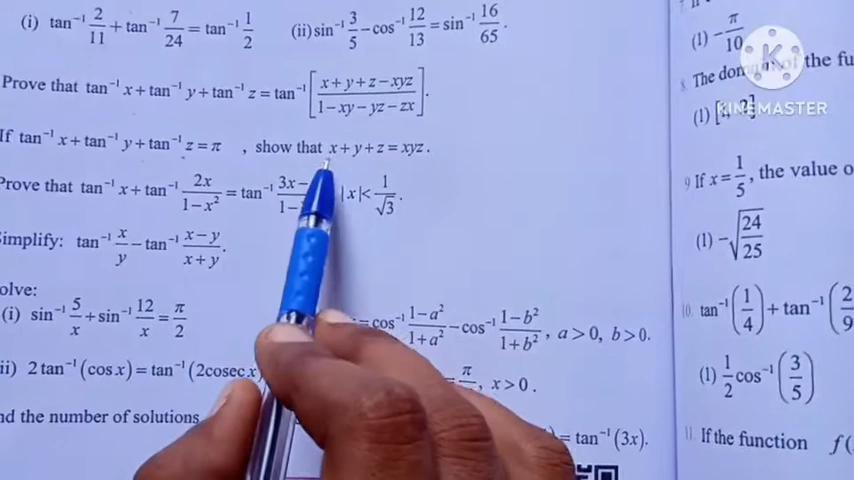 (i) tan⁻¹ 2/11 + tan⁻¹ 7/24 = tan⁻¹ 1/2 (ii) sin⁻¹ 3/5 − cos⁻¹ 12/13 = sin⁻¹ 16/65.
Prove that tan⁻¹ x + tan⁻¹ y + tan⁻¹ z = tan⁻¹ [x+y+z−xyz / 1−xy−yz−zx].
If tan⁻¹ x + tan⁻¹ y + tan⁻¹ z = π , show that x+y+z = xyz.
Prove that tan⁻¹ x + tan⁻¹ 2x/1−x² = tan⁻¹ 3x− / 1− |x| < 1/√3.
Simplify: tan⁻¹ x/y − tan⁻¹ x−y/x+y.
olve:
(i) sin⁻¹ 5/x + sin⁻¹ 12/x = π/2 = cos⁻¹ 1−a²/1+a² − cos⁻¹ 1−b²/1+b², a > 0, b > 0.
ii) 2 tan⁻¹ (cos x) = tan⁻¹ (2cosec x) = π, x > 0.
nd the number of solutions = tan⁻¹ (3x).
(1) −π/10
8. The domain of the fu
(1) [1, 2]
9 If x = 1/5, the value o
(1) −√24/25
10. tan⁻¹(1/4) + tan⁻¹(2/9
(1) 1/2 cos⁻¹(3/5)
11. If the function f(
KINEMASTER